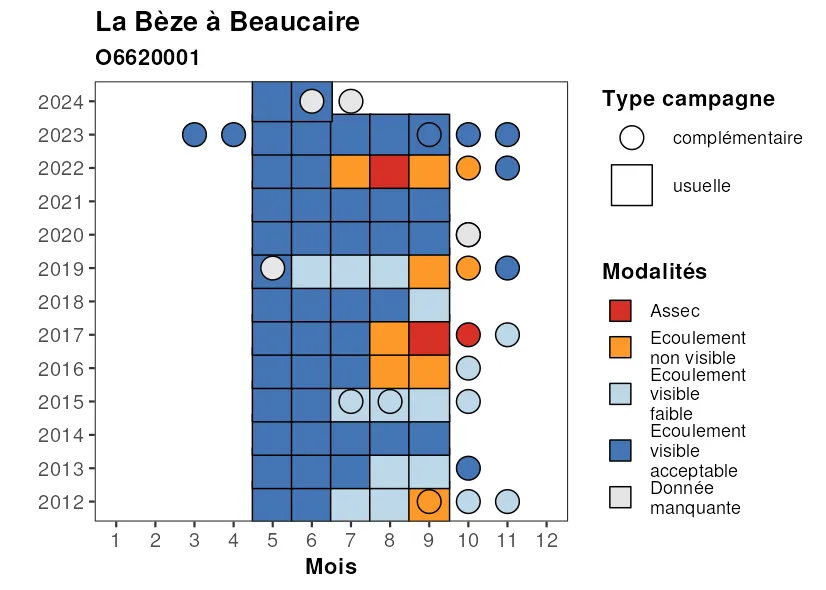 La Bèze à Beaucaire
O6620001
2024
2023
2022
2021
2020
2019
2018
2017
2016
2015
2014
2013
2012
1 2 3 4 5 6 7 8 9 10 11 12
Mois
Type campagne
complémentaire
usuelle
Modalités
Assec
Ecoulement
non visible
Ecoulement
visible
faible
Ecoulement
visible
acceptable
Donnée
manquante